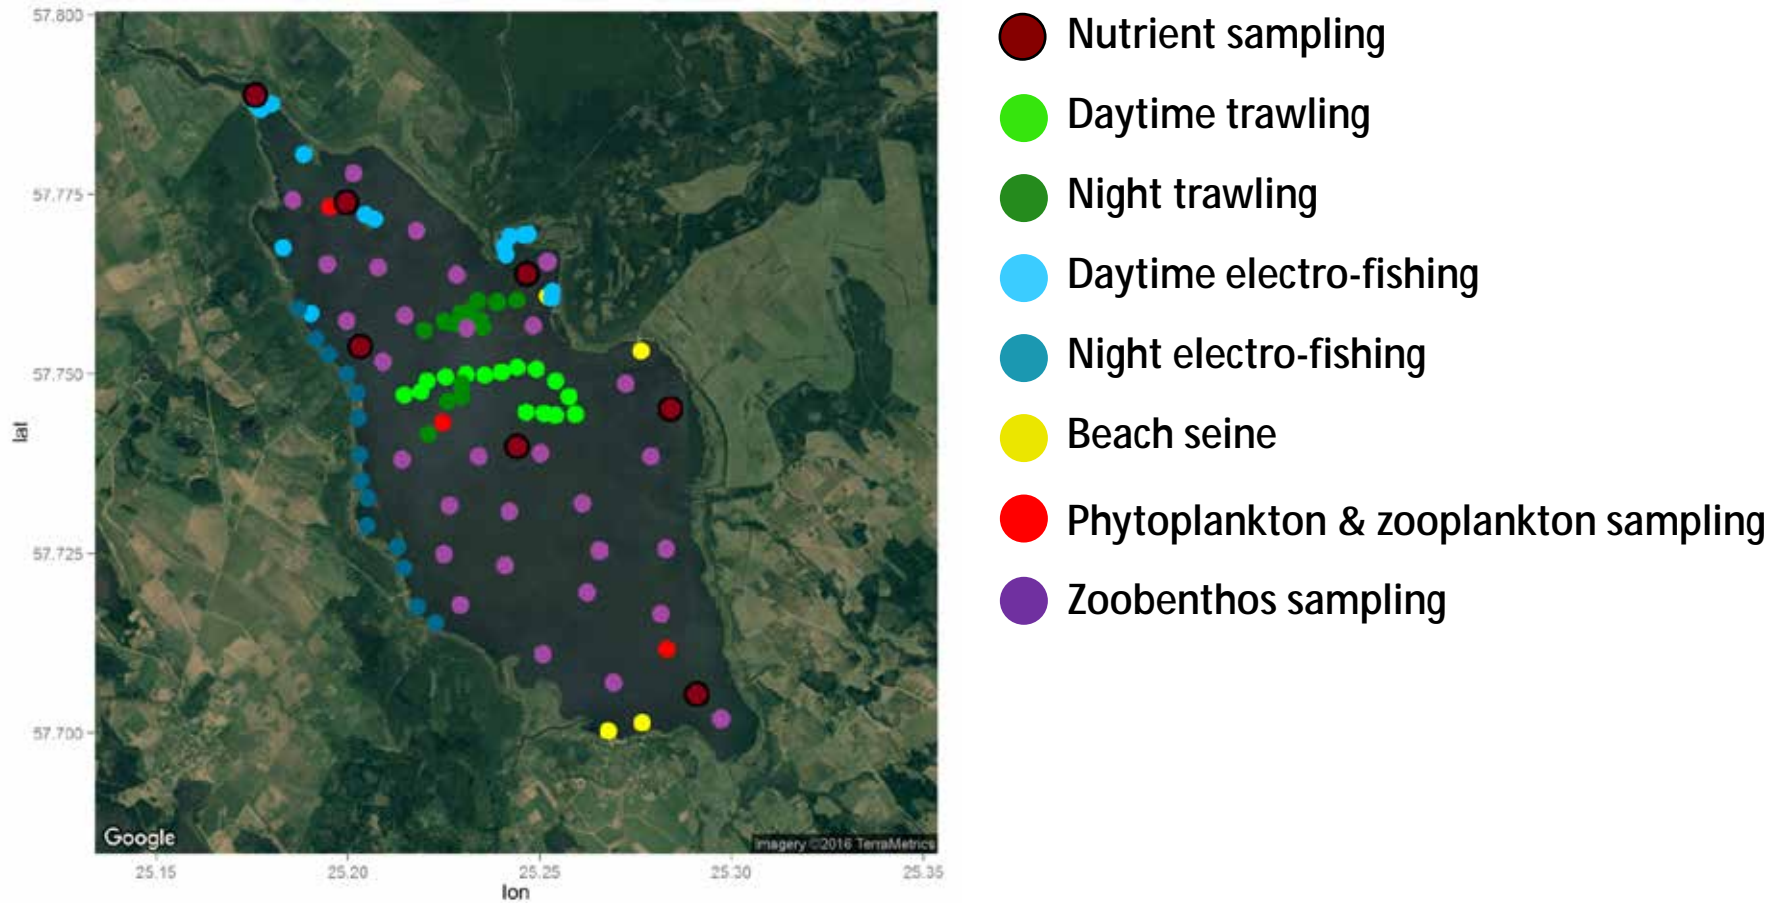 57.800
57.775
57.750
57.725
57.700
lat
25.15
25.20
25.25
25.30
25.35
lon
Google
Imagery ©2016 TerraMetrics
Nutrient sampling
Daytime trawling
Night trawling
Daytime electro-fishing
Night electro-fishing
Beach seine
Phytoplankton & zooplankton sampling
Zoobenthos sampling